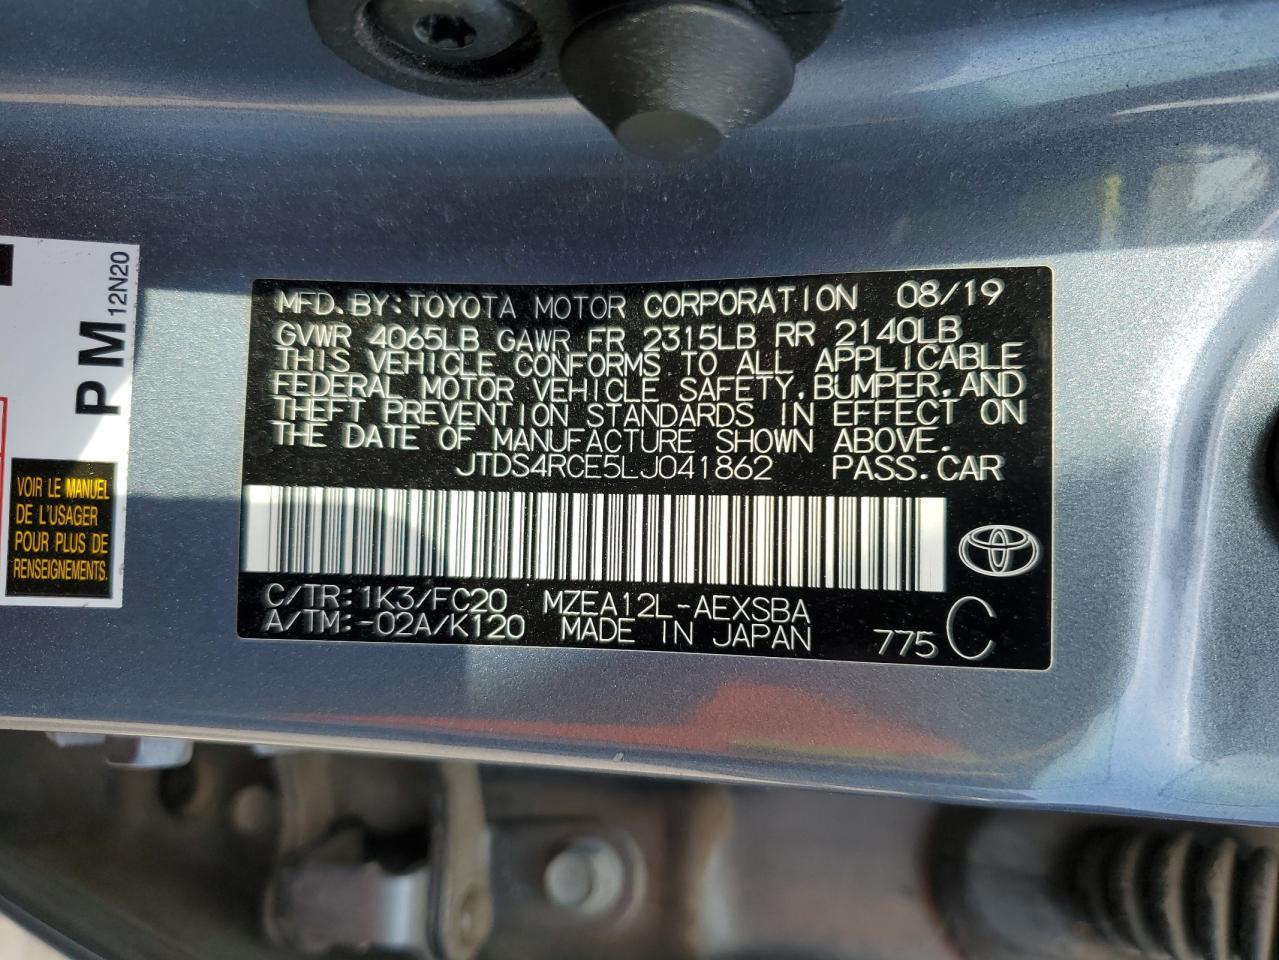 MFD.BY:TOYOTA MOTOR CORPORATION 08/19
GVWR 4065LB GAWR FR 2315LB RR 2140LB
THIS VEHICLE CONFORMS TO ALL APPLICABLE
FEDERAL MOTOR VEHICLE SAFETY,BUMPER,AND
THEFT PREVENTION STANDARDS IN EFFECT ON
THE DATE OF MANUFACTURE SHOWN ABOVE.
JTDS4RCE5LJ041862 PASS.CAR
C/TR:1K3/FC20 MZEA12L-AEXSBA
A/TM:-02A/K120 MADE IN JAPAN 775 C
PM 12N20
VOIR LE MANUEL
DE L'USAGER
POUR PLUS DE
RENSEIGNEMENTS.